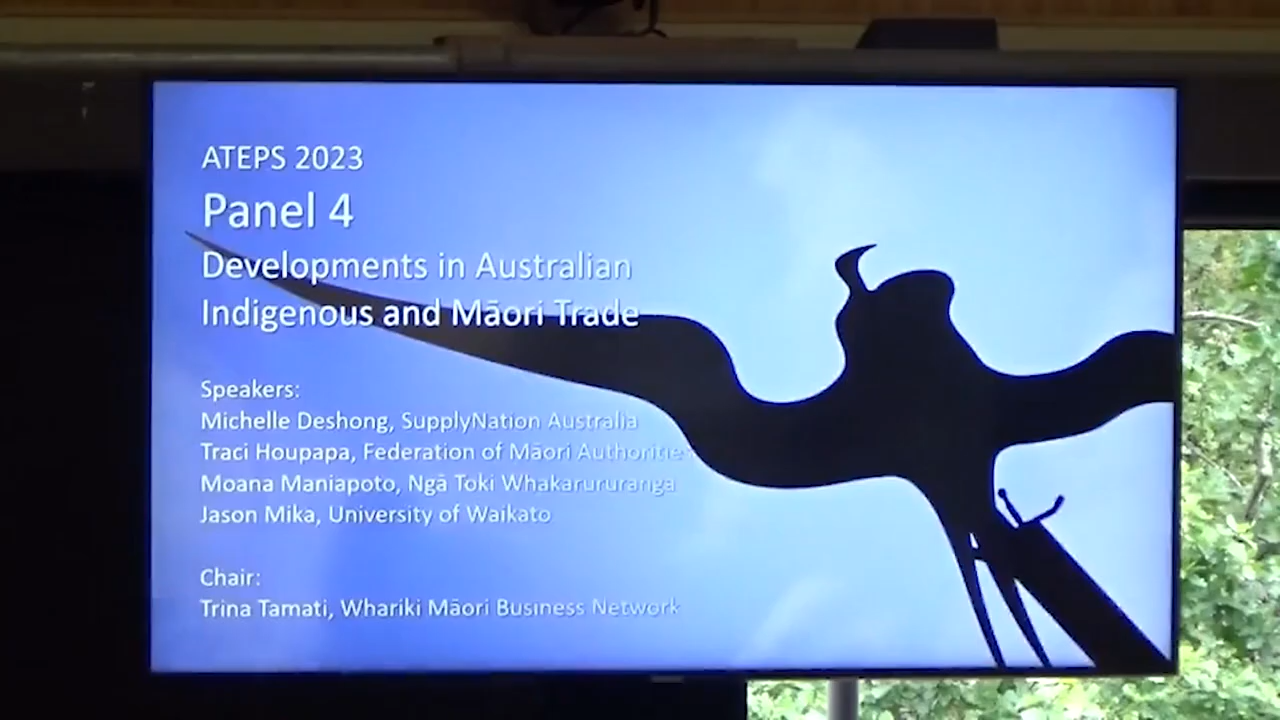 ATEPS 2023
Panel 4
Developments in Australian
Indigenous and Māori Trade
Speakers:
Michelle Deshong, SupplyNation Australia
Traci Houpapa, Federation of Māori Authorities
Moana Maniapoto, Ngā Toki Whakarururanga
Jason Mika, University of Waikato
Chair:
Trina Tamati, Whariki Māori Business Network